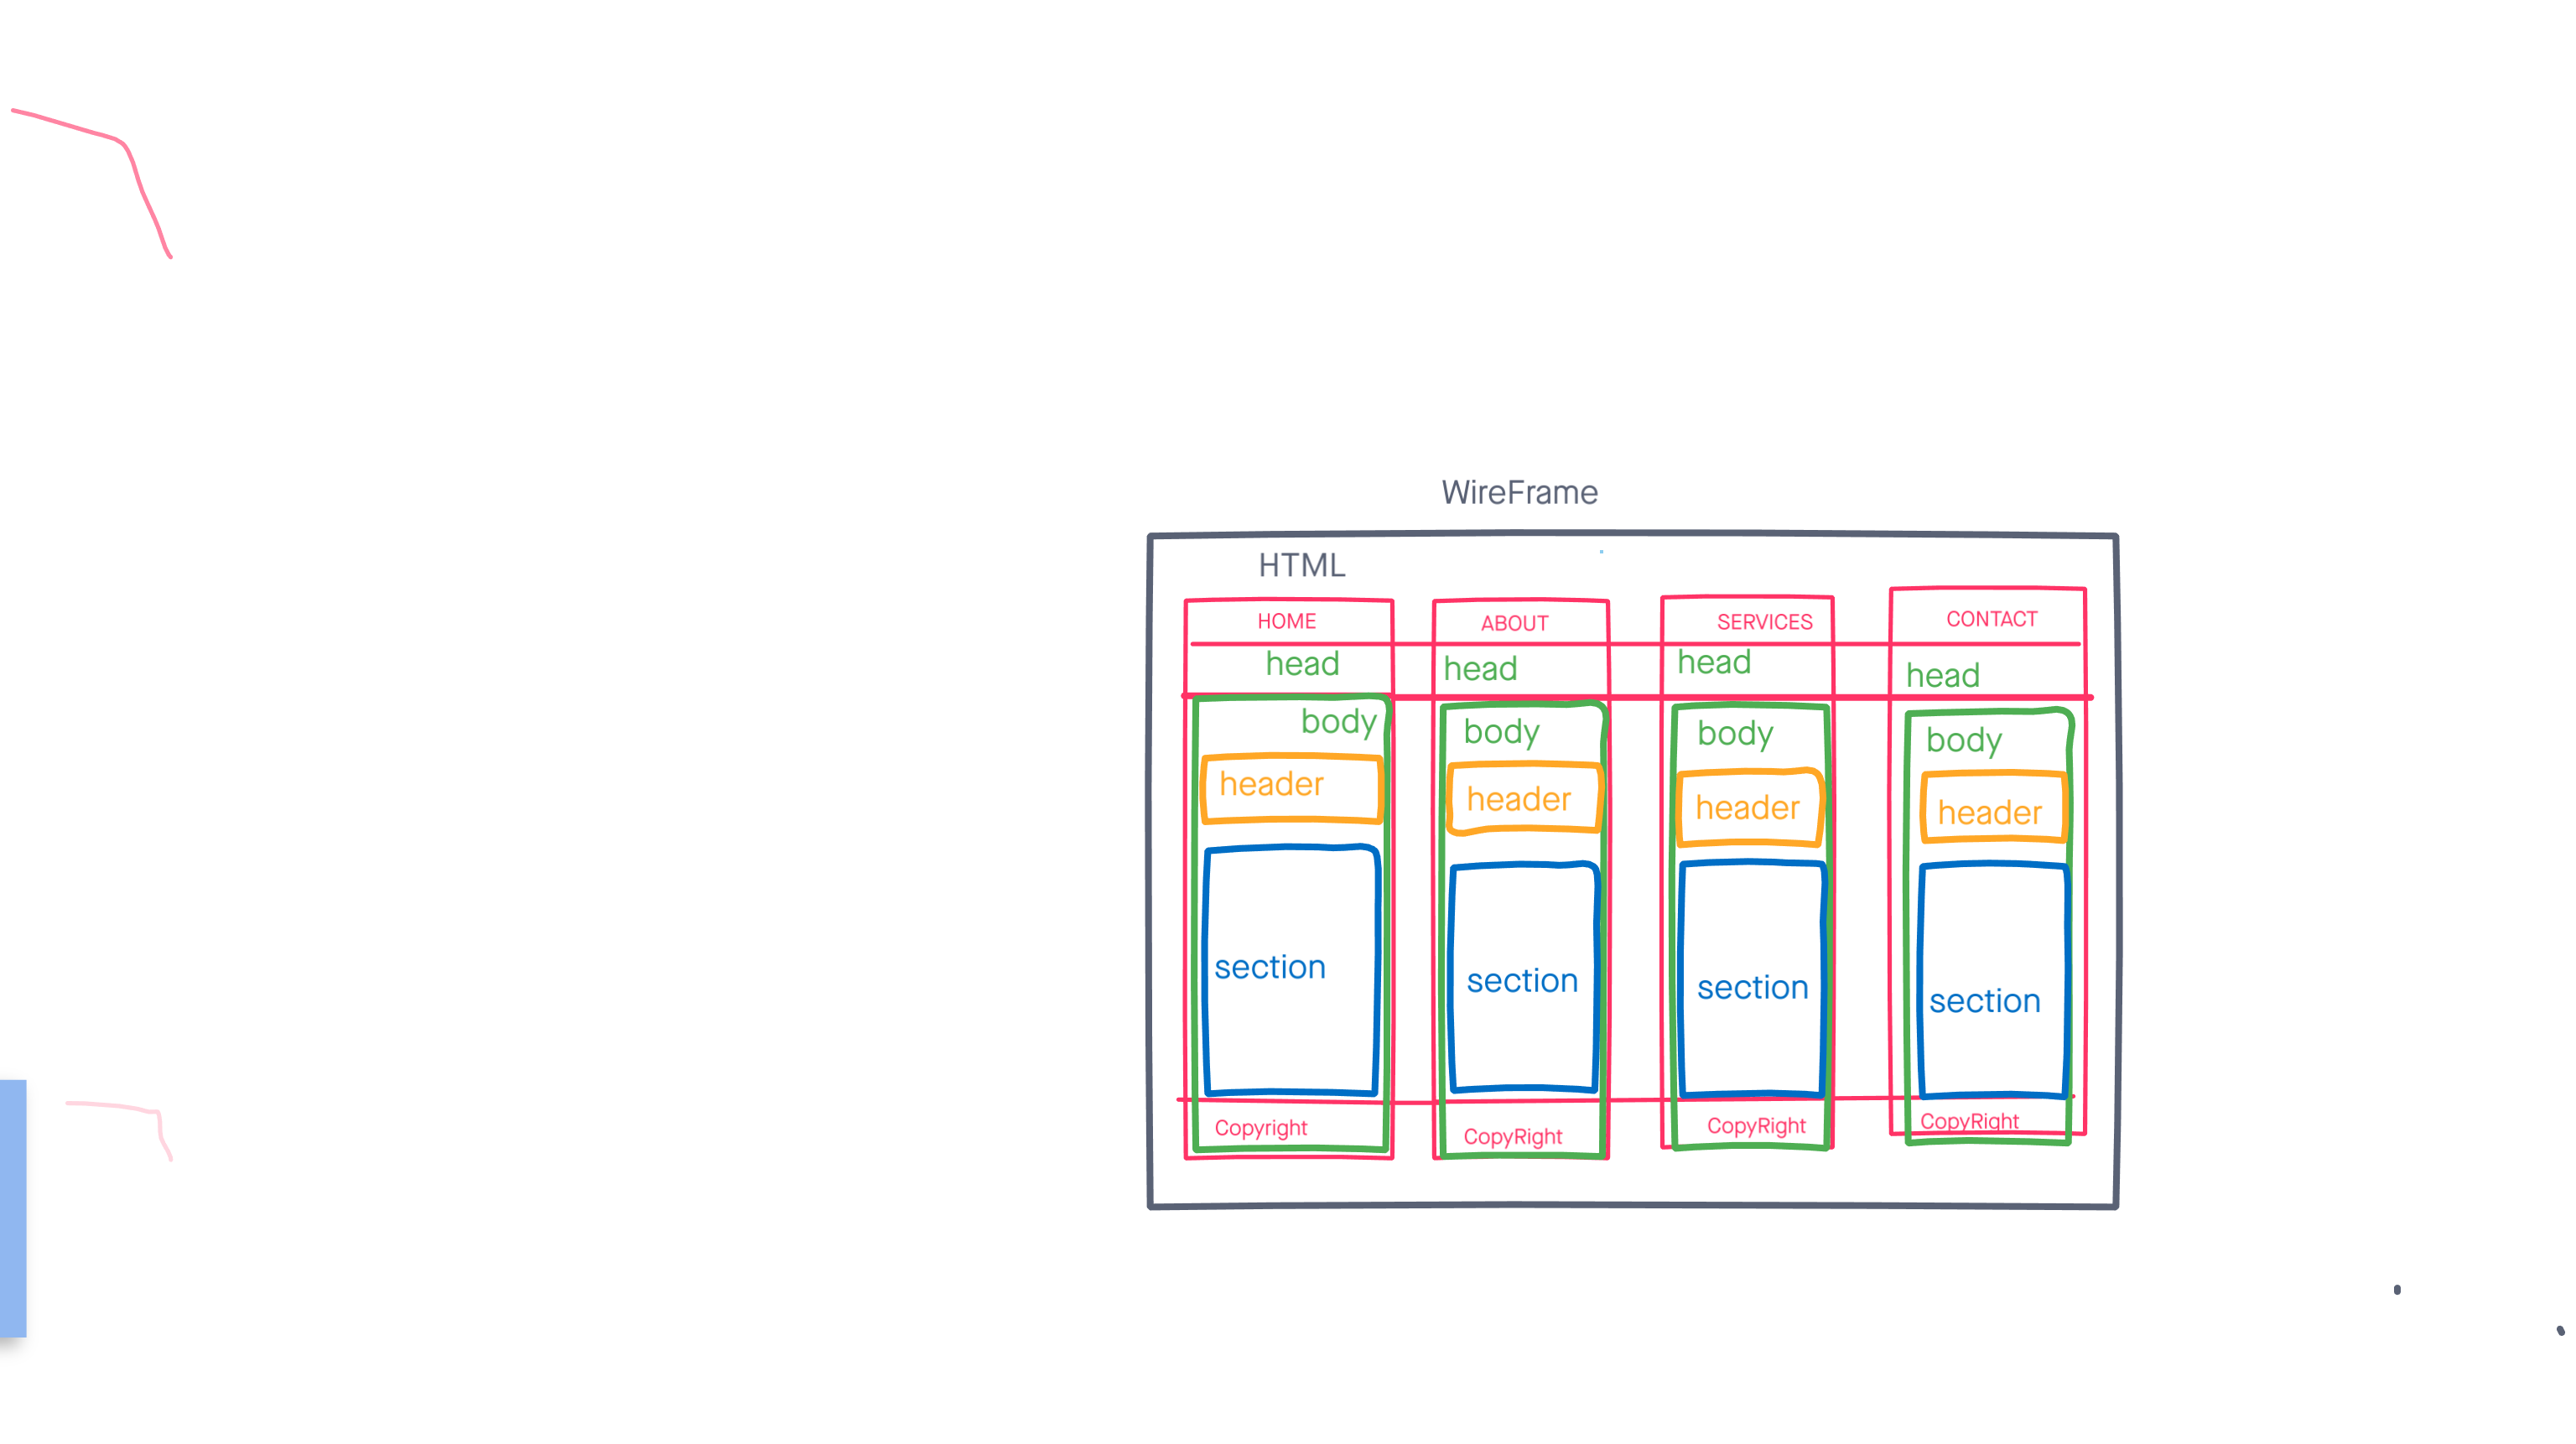 WireFrame
HTML
HOME
ABOUT
SERVICES
CONTACT
head
head
head
head
body
body
body
body
header
header
header
header
section
section
section
section
Copyright
CopyRight
CopyRight
CopyRight